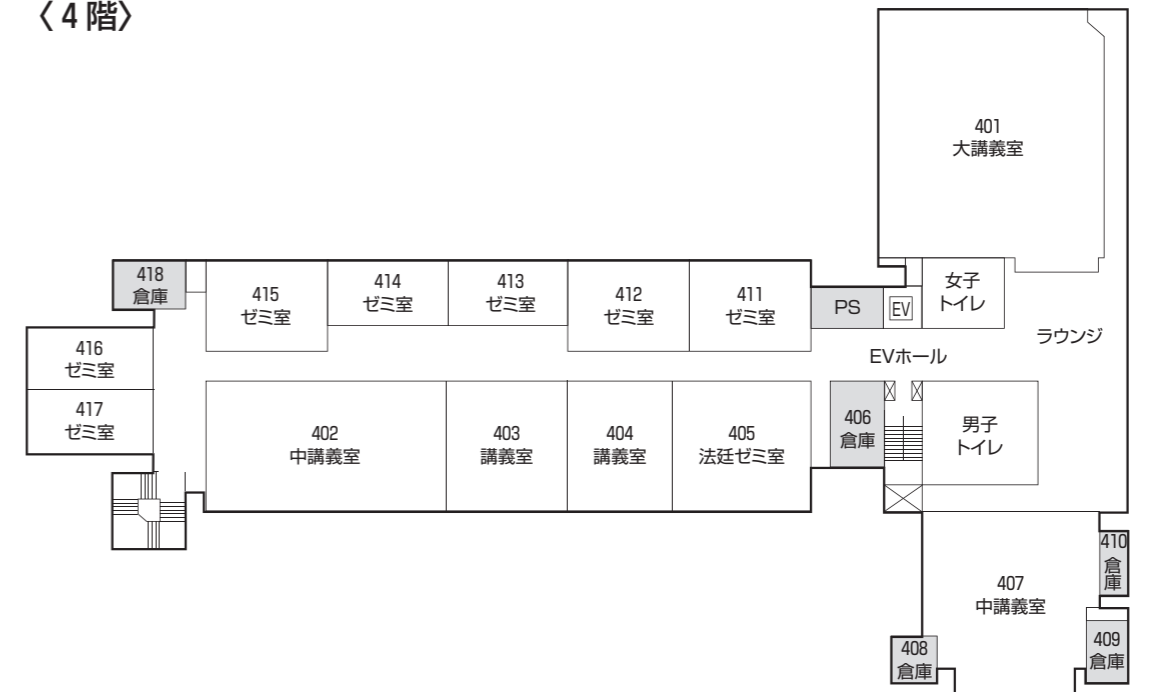 〈4階〉
401
大講義室
418
倉庫
415
ゼミ室
414
ゼミ室
413
ゼミ室
412
ゼミ室
411
ゼミ室
PS
EV
女子
トイレ
ラウンジ
EVホール
416
ゼミ室
417
ゼミ室
402
中講義室
403
講義室
404
講義室
405
法廷ゼミ室
406
倉庫
男子
トイレ
407
中講義室
410
倉庫
408
倉庫
409
倉庫